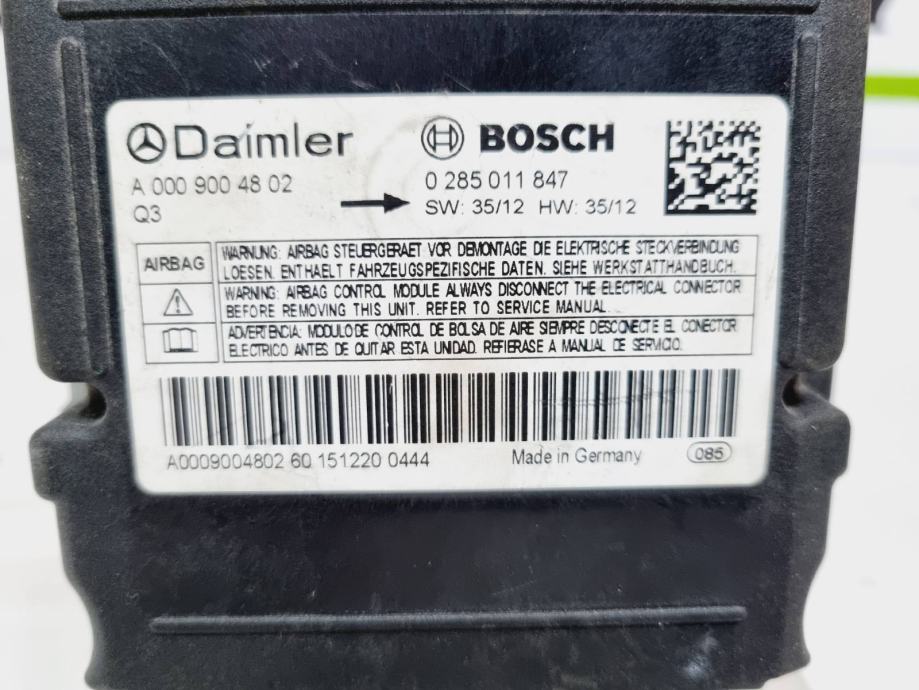 Daimler
A 000 900 48 02
Q3
BOSCH
0 285 011 847
SW: 35/12 HW: 35/12
AIRBAG
WARNUNG: AIRBAG STEUERGERAET VOR DEMONTAGE DIE ELEKTRISCHE STECKVERBINDUNG
LOESEN. ENTHAELT FAHRZEUGSPEZIFISCHE DATEN. SIEHE WERKSTATTHANDBUCH.
WARNING: AIRBAG CONTROL MODULE ALWAYS DISCONNECT THE ELECTRICAL CONNECTOR
BEFORE REMOVING THIS UNIT. REFER TO SERVICE MANUAL.
ADVERTENCIA: MODULO DE CONTROL DE BOLSA DE AIRE SIEMPRE DESCONECTE EL CONECTOR
ELECTRICO ANTES DE QUITAR ESTA UNIDAD. REFIERASE A MANUAL DE SERVICIO.
A0009004802 60 151220 0444
Made in Germany
085